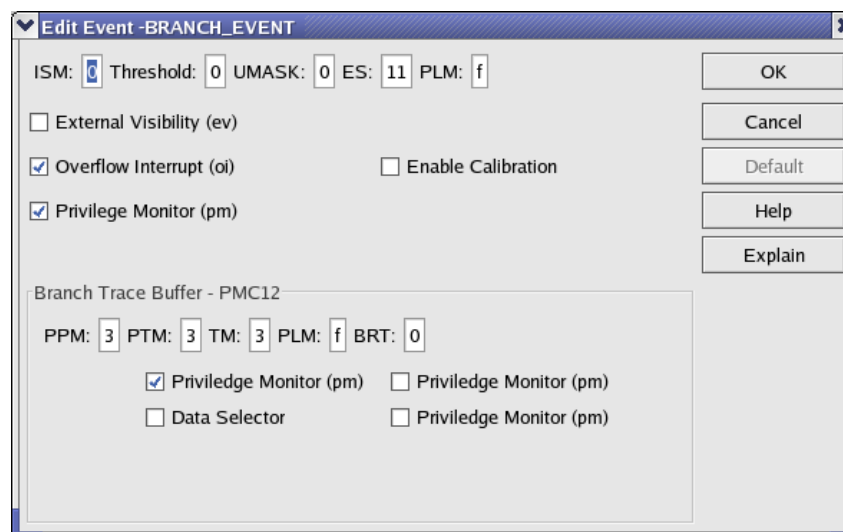 Edit Event -BRANCH_EVENT
ISM: 0 Threshold: 0 UMASK: 0 ES: 11 PLM: f
OK
External Visibility (ev)
Cancel
Overflow Interrupt (oi) Enable Calibration
Default
Privilege Monitor (pm)
Help
Explain
Branch Trace Buffer - PMC12
PPM: 3 PTM: 3 TM: 3 PLM: f BRT: 0
Priviledge Monitor (pm) Priviledge Monitor (pm)
Data Selector Priviledge Monitor (pm)